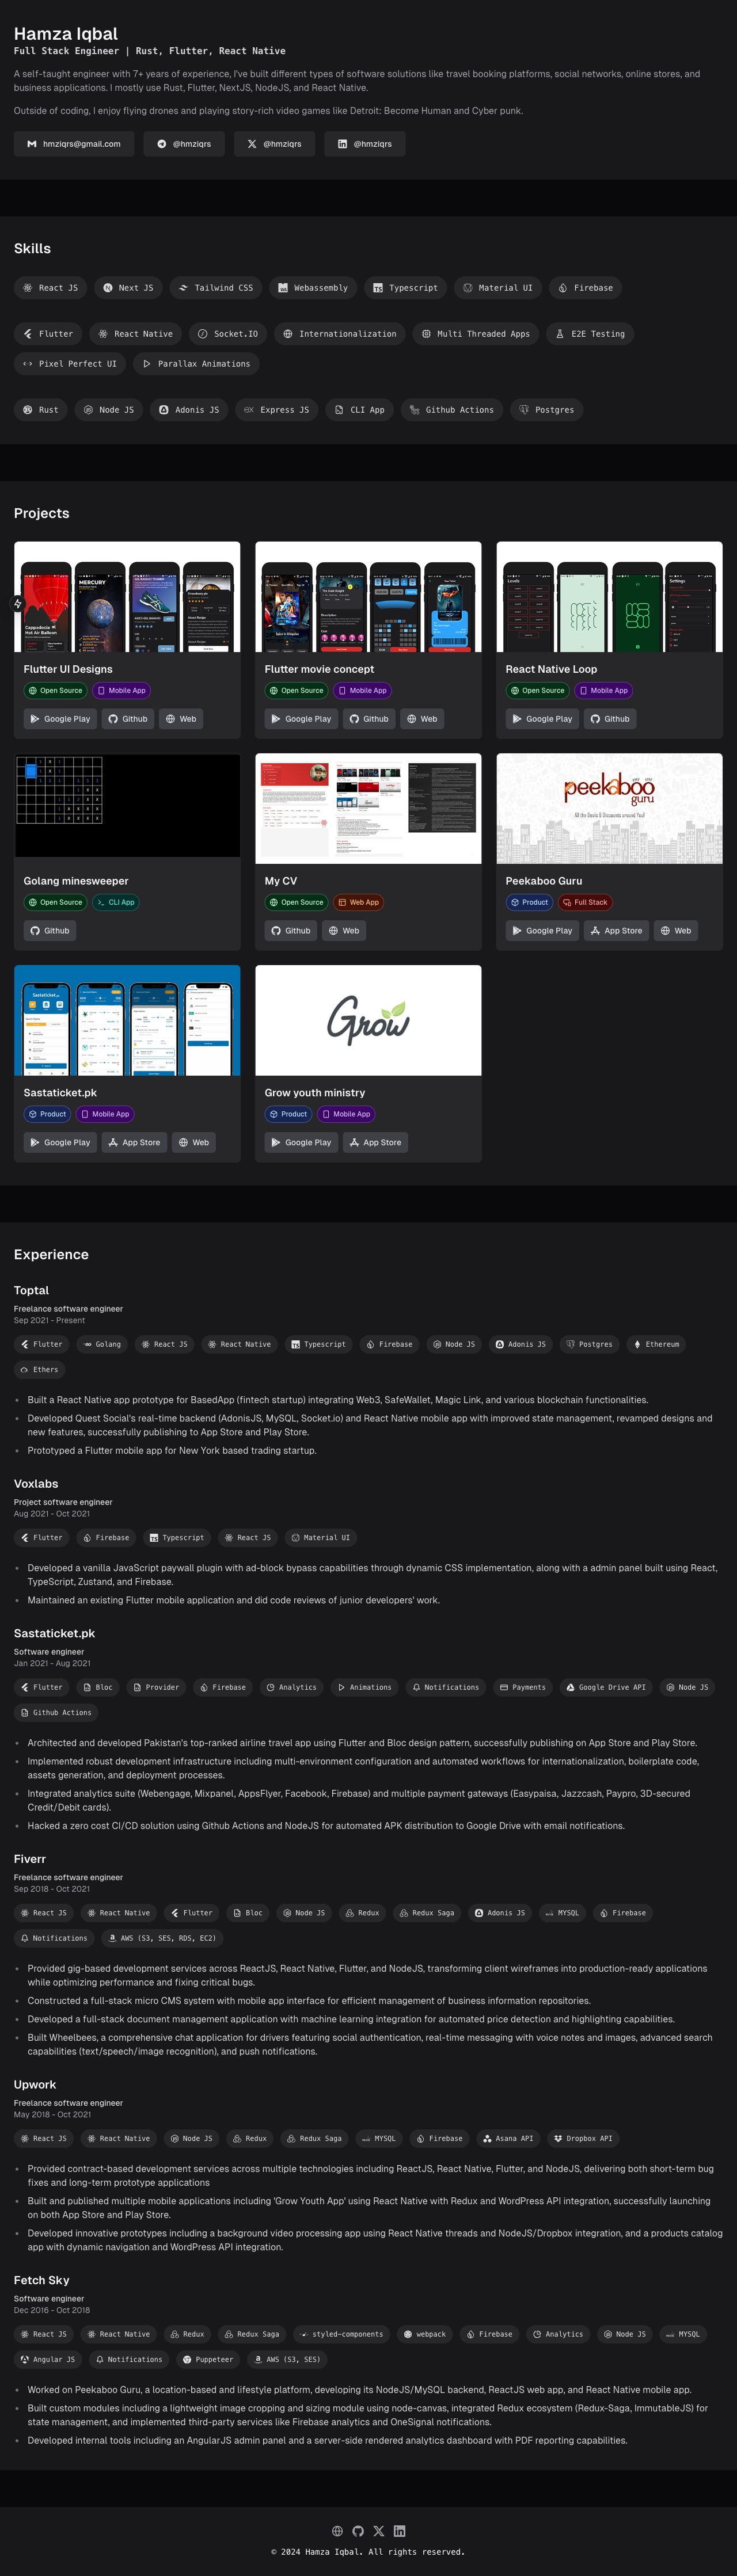 Hamza Iqbal
Full Stack Engineer | Rust, Flutter, React Native
A self-taught engineer with 7+ years of experience, I've built different types of software solutions like travel booking platforms, social networks, online stores, and
business applications. I mostly use Rust, Flutter, NextJS, NodeJS, and React Native.
Outside of coding, I enjoy flying drones and playing story-rich video games like Detroit: Become Human and Cyber punk.
hmziqrs@gmail.com @hmziqrs @hmziqrs @hmziqrs
Skills
React JS Next JS Tailwind CSS Webassembly Typescript Material UI Firebase
Flutter React Native Socket.IO Internationalization Multi Threaded Apps E2E Testing
Pixel Perfect UI Parallax Animations
Rust Node JS Adonis JS Express JS CLI App Github Actions Postgres
Projects
MERCURY
Cappadocia
Hot Air Balloon
Levels
Settings
Flutter UI Designs
Open Source Mobile App
Google Play Github Web
Flutter movie concept
Open Source Mobile App
Google Play Github Web
React Native Loop
Open Source Mobile App
Google Play Github
Golang minesweeper
Open Source CLI App
Github
My CV
Open Source Web App
Github Web
peekaboo
guru
All the Deals & Discounts around You!
Peekaboo Guru
Product Full Stack
Google Play App Store Web
Sastaticket.pk
Sastaticket.pk
Product Mobile App
Google Play App Store Web
Grow
Grow youth ministry
Product Mobile App
Google Play App Store
Experience
Toptal
Freelance software engineer
Sep 2021 - Present
Flutter Golang React JS React Native Typescript Firebase Node JS Adonis JS Postgres Ethereum
Ethers
Built a React Native app prototype for BasedApp (fintech startup) integrating Web3, SafeWallet, Magic Link, and various blockchain functionalities.
Developed Quest Social's real-time backend (AdonisJS, MySQL, Socket.io) and React Native mobile app with improved state management, revamped designs and
new features, successfully publishing to App Store and Play Store.
Prototyped a Flutter mobile app for New York based trading startup.
Voxlabs
Project software engineer
Aug 2021 - Oct 2021
Flutter Firebase Typescript React JS Material UI
Developed a vanilla JavaScript paywall plugin with ad-block bypass capabilities through dynamic CSS implementation, along with a admin panel built using React,
TypeScript, Zustand, and Firebase.
Maintained an existing Flutter mobile application and did code reviews of junior developers' work.
Sastaticket.pk
Software engineer
Jan 2021 - Aug 2021
Flutter Bloc Provider Firebase Analytics Animations Notifications Payments Google Drive API Node JS
Github Actions
Architected and developed Pakistan's top-ranked airline travel app using Flutter and Bloc design pattern, successfully publishing on App Store and Play Store.
Implemented robust development infrastructure including multi-environment configuration and automated workflows for internationalization, boilerplate code,
assets generation, and deployment processes.
Integrated analytics suite (Webengage, Mixpanel, AppsFlyer, Facebook, Firebase) and multiple payment gateways (Easypaisa, Jazzcash, Paypro, 3D-secured
Credit/Debit cards).
Hacked a zero cost CI/CD solution using Github Actions and NodeJS for automated APK distribution to Google Drive with email notifications.
Fiverr
Freelance software engineer
Sep 2018 - Oct 2021
React JS React Native Flutter Bloc Node JS Redux Redux Saga Adonis JS MYSQL Firebase
Notifications AWS (S3, SES, RDS, EC2)
Provided gig-based development services across ReactJS, React Native, Flutter, and NodeJS, transforming client wireframes into production-ready applications
while optimizing performance and fixing critical bugs.
Constructed a full-stack micro CMS system with mobile app interface for efficient management of business information repositories.
Developed a full-stack document management application with machine learning integration for automated price detection and highlighting capabilities.
Built Wheelbees, a comprehensive chat application for drivers featuring social authentication, real-time messaging with voice notes and images, advanced search
capabilities (text/speech/image recognition), and push notifications.
Upwork
Freelance software engineer
May 2018 - Oct 2021
React JS React Native Node JS Redux Redux Saga MYSQL Firebase Asana API Dropbox API
Provided contract-based development services across multiple technologies including ReactJS, React Native, Flutter, and NodeJS, delivering both short-term bug
fixes and long-term prototype applications
Built and published multiple mobile applications including 'Grow Youth App' using React Native with Redux and WordPress API integration, successfully launching
on both App Store and Play Store.
Developed innovative prototypes including a background video processing app using React Native threads and NodeJS/Dropbox integration, and a products catalog
app with dynamic navigation and WordPress API integration.
Fetch Sky
Software engineer
Dec 2016 - Oct 2018
React JS React Native Redux Redux Saga styled-components webpack Firebase Analytics Node JS MYSQL
Angular JS Notifications Puppeteer AWS (S3, SES)
Worked on Peekaboo Guru, a location-based and lifestyle platform, developing its NodeJS/MySQL backend, ReactJS web app, and React Native mobile app.
Built custom modules including a lightweight image cropping and sizing module using node-canvas, integrated Redux ecosystem (Redux-Saga, ImmutableJS) for
state management, and implemented third-party services like Firebase analytics and OneSignal notifications.
Developed internal tools including an AngularJS admin panel and a server-side rendered analytics dashboard with PDF reporting capabilities.
© 2024 Hamza Iqbal. All rights reserved.